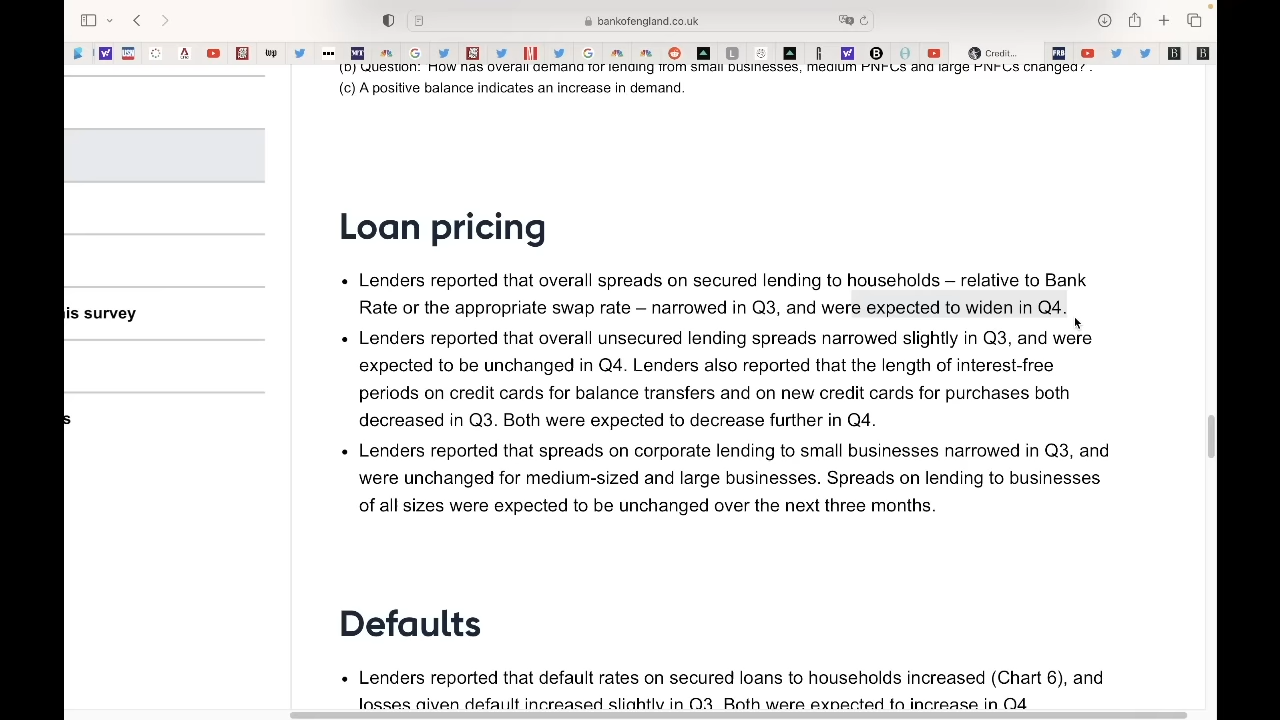 bankofengland.co.uk
Credit...
(b) Question: 'How has overall demand for lending from small businesses, medium PNFCs and large PNFCs changed?'.
(c) A positive balance indicates an increase in demand.
is survey
s
Loan pricing
• Lenders reported that overall spreads on secured lending to households – relative to Bank
Rate or the appropriate swap rate – narrowed in Q3, and were expected to widen in Q4.
• Lenders reported that overall unsecured lending spreads narrowed slightly in Q3, and were
expected to be unchanged in Q4. Lenders also reported that the length of interest-free
periods on credit cards for balance transfers and on new credit cards for purchases both
decreased in Q3. Both were expected to decrease further in Q4.
• Lenders reported that spreads on corporate lending to small businesses narrowed in Q3, and
were unchanged for medium-sized and large businesses. Spreads on lending to businesses
of all sizes were expected to be unchanged over the next three months.
Defaults
• Lenders reported that default rates on secured loans to households increased (Chart 6), and
losses given default increased slightly in Q3. Both were expected to increase in Q4.